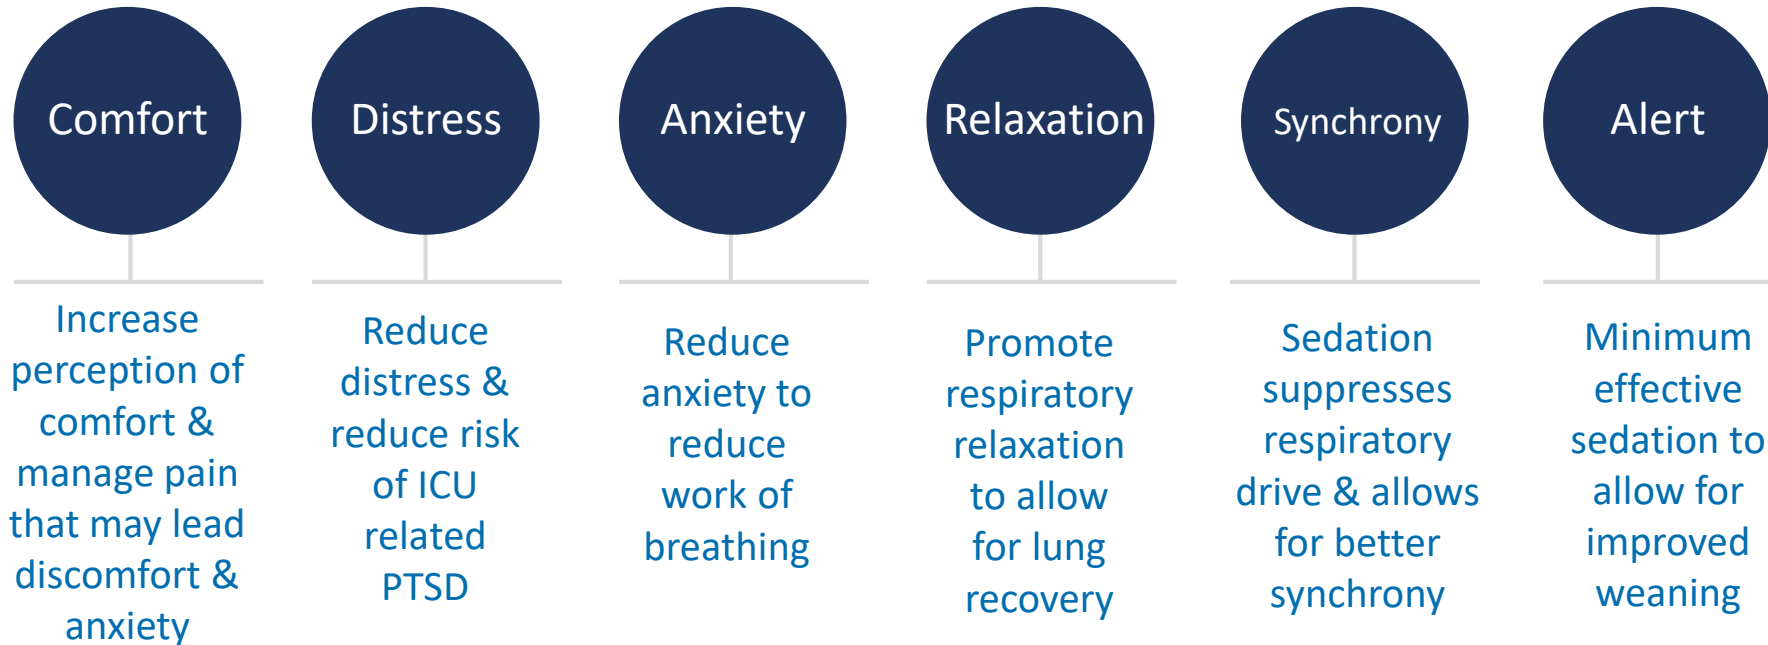 Comfort
Increase
perception of
comfort &
manage pain
that may lead
discomfort &
anxiety
Distress
Reduce
distress &
reduce risk
of ICU
related
PTSD
Anxiety
Reduce
anxiety to
reduce
work of
breathing
Relaxation
Promote
respiratory
relaxation
to allow
for lung
recovery
Synchrony
Sedation
suppresses
respiratory
drive & allows
for better
synchrony
Alert
Minimum
effective
sedation to
allow for
improved
weaning